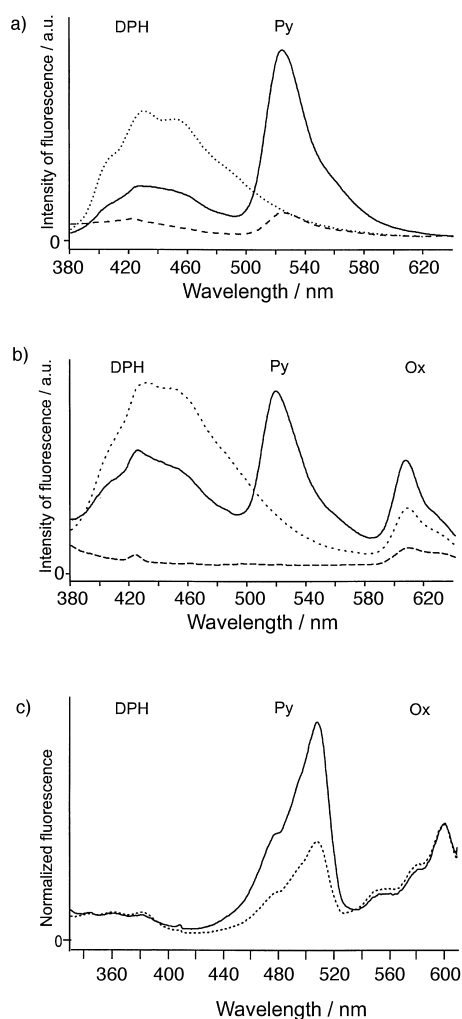 a)
DPH Py
Intensity of fluorescence / a.u.
0
380 420 460 500 540 580 620
Wavelength / nm
b)
DPH Py Ox
Intensity of fluorescence / a.u.
0
380 420 460 500 540 580 620
Wavelength / nm
c)
DPH Py Ox
Normalized fluorescence
0
360 400 440 480 520 560 600
Wavelength / nm